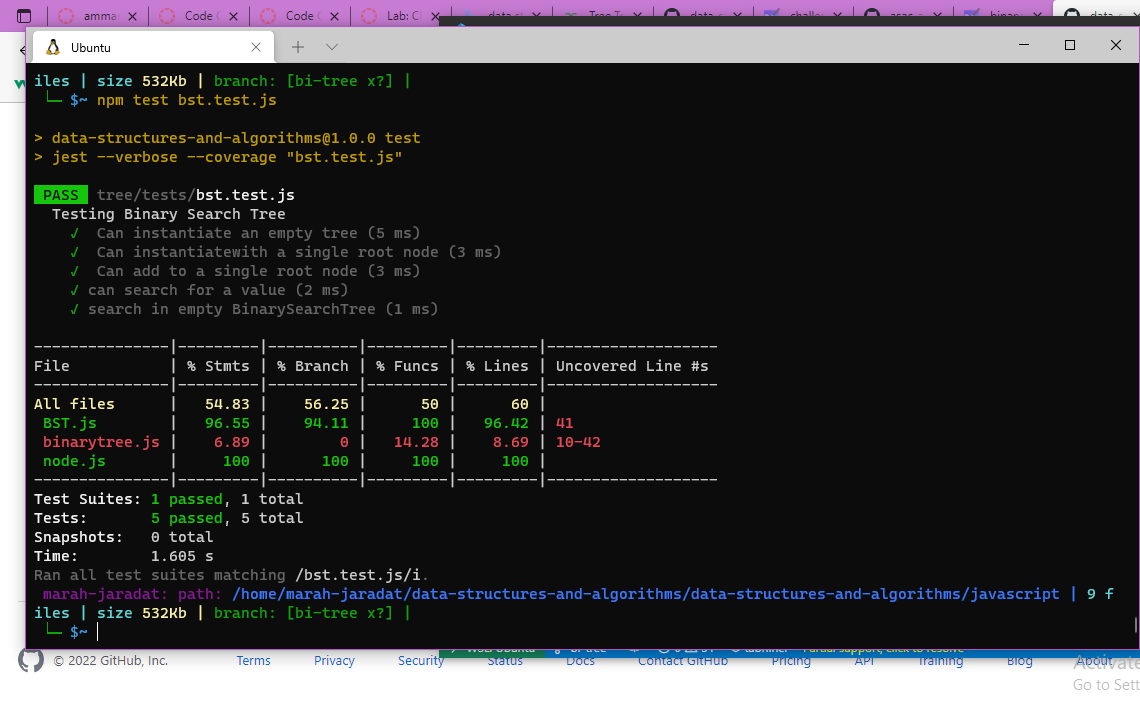 amma
Code
Code
Lab: Cl
Tree T
Ubuntu
iles | size 532Kb | branch: [bi-tree x?] |
└─ $~ npm test bst.test.js
> data-structures-and-algorithms@1.0.0 test
> jest --verbose --coverage "bst.test.js"
PASS tree/tests/bst.test.js
Testing Binary Search Tree
√ Can instantiate an empty tree (5 ms)
√ Can instantiatewith a single root node (3 ms)
√ Can add to a single root node (3 ms)
√ can search for a value (2 ms)
√ search in empty BinarySearchTree (1 ms)
---------------|---------|----------|---------|---------|-------------------
File | % Stmts | % Branch | % Funcs | % Lines | Uncovered Line #s
---------------|---------|----------|---------|---------|-------------------
All files | 54.83 | 56.25 | 50 | 60 |
BST.js | 96.55 | 94.11 | 100 | 96.42 | 41
binarytree.js | 6.89 | 0 | 14.28 | 8.69 | 10-42
node.js | 100 | 100 | 100 | 100 |
---------------|---------|----------|---------|---------|-------------------
Test Suites: 1 passed, 1 total
Tests: 5 passed, 5 total
Snapshots: 0 total
Time: 1.605 s
Ran all test suites matching /bst.test.js/i.
marah-jaradat: path: /home/marah-jaradat/data-structures-and-algorithms/data-structures-and-algorithms/javascript | 9 f
iles | size 532Kb | branch: [bi-tree x?] |
└─ $~
© 2022 GitHub, Inc. Terms Privacy Security Status Docs Contact GitHub Pricing API Training Blog About
Activate
Go to Sett